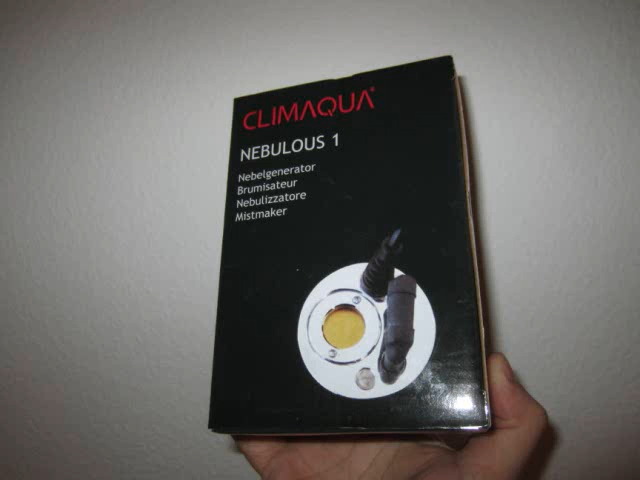 CLIMAQUA®
NEBULOUS 1
Nebelgenerator
Brumisateur
Nebulizzatore
Mistmaker